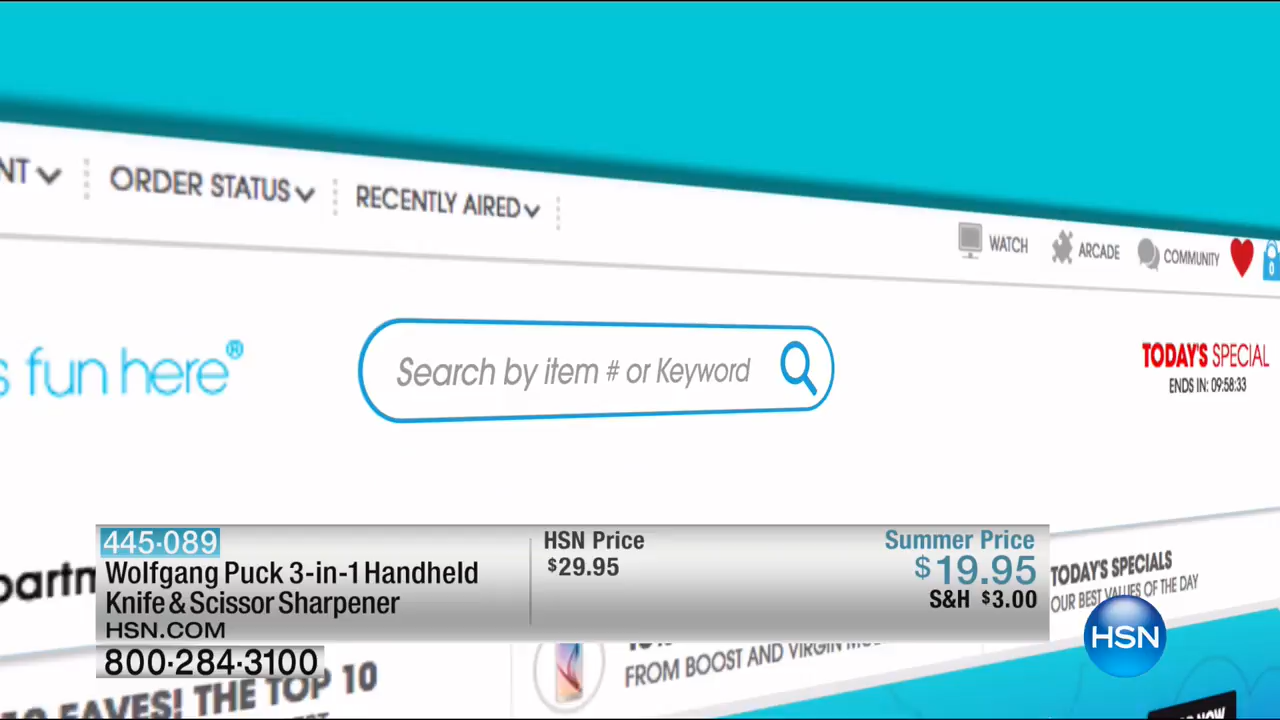 ORDER STATUS
RECENTLY AIRED
WATCH
ARCADE
COMMUNITY
fun here®
Search by item # or Keyword
TODAY'S SPECIAL
ENDS IN: 09:58:33
445·089
Wolfgang Puck 3-in-1 Handheld
Knife & Scissor Sharpener
HSN.COM
800·284·3100
HSN Price
$29.95
Summer Price
$19.95
S&H $3.00
TODAY'S SPECIALS
OUR BEST VALUES OF THE DAY
HSN
FROM BOOST AND VIRGIN
FAVES! THE TOP 10